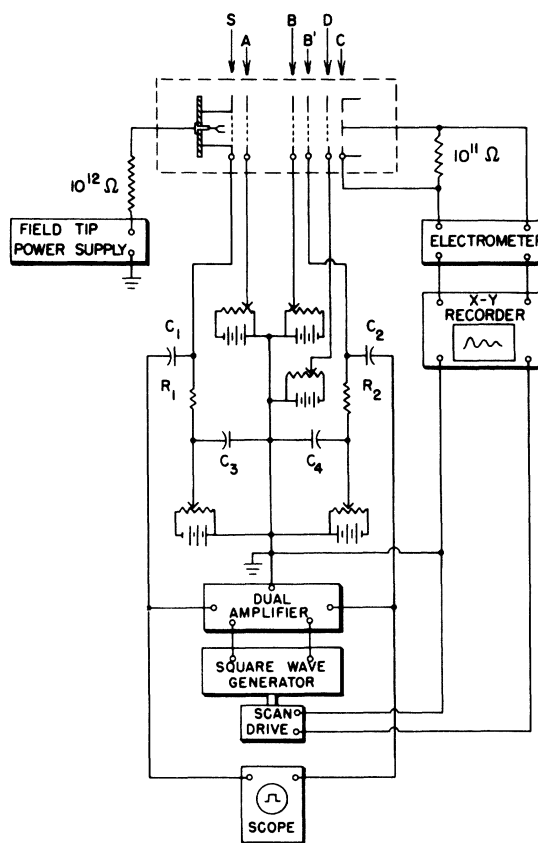 S
A
B
B'
D
C
10¹² Ω
10¹¹ Ω
FIELD TIP
POWER SUPPLY
ELECTROMETER
X-Y
RECORDER
C₁
C₂
R₁
R₂
C₃
C₄
DUAL
AMPLIFIER
SQUARE WAVE
GENERATOR
SCAN
DRIVE
SCOPE